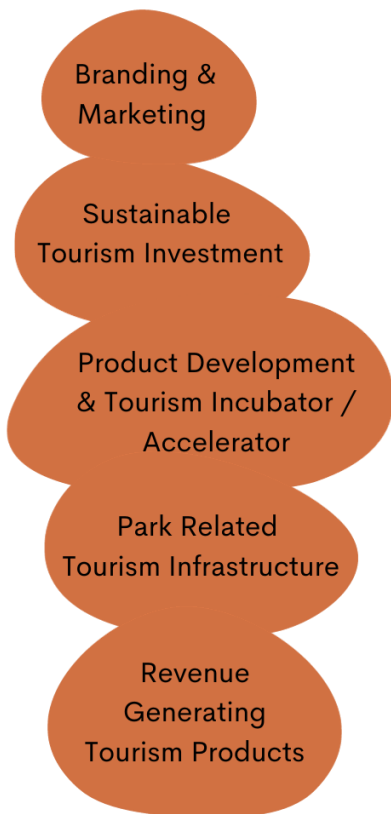 Branding &
Marketing
Sustainable
Tourism Investment
Product Development
& Tourism Incubator /
Accelerator
Park Related
Tourism Infrastructure
Revenue
Generating
Tourism Products